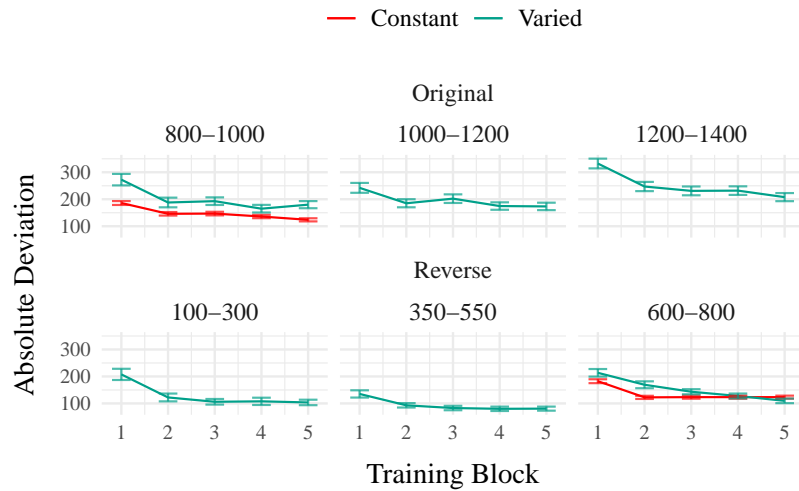 Constant Varied
Original
800–1000 1000–1200 1200–1400
300
200
100
Absolute Deviation
Reverse
100–300 350–550 600–800
300
200
100
1 2 3 4 5 1 2 3 4 5 1 2 3 4 5
Training Block